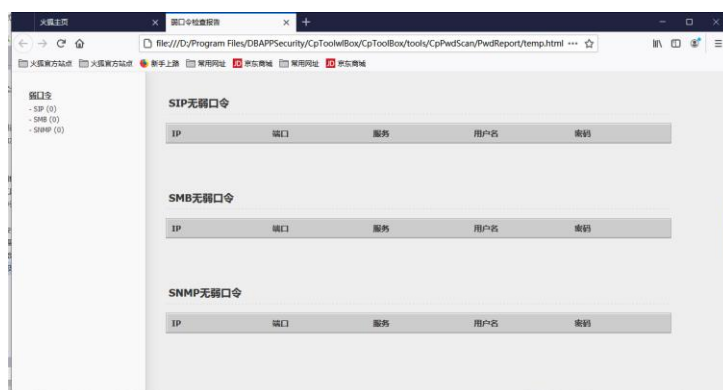 火狐主页 弱口令检查报告
file:///D:/Program Files/DBAPPSecurity/CpToolwlBox/CpToolBox/tools/CpPwdScan/PwdReport/temp.html
火狐官方站点 火狐官方站点 新手上路 常用网址 JD 京东商城 常用网址 JD 京东商城
弱口令
- SIP (0)
- SMB (0)
- SNMP (0)
SIP无弱口令
IP 端口 服务 用户名 密码
SMB无弱口令
IP 端口 服务 用户名 密码
SNMP无弱口令
IP 端口 服务 用户名 密码